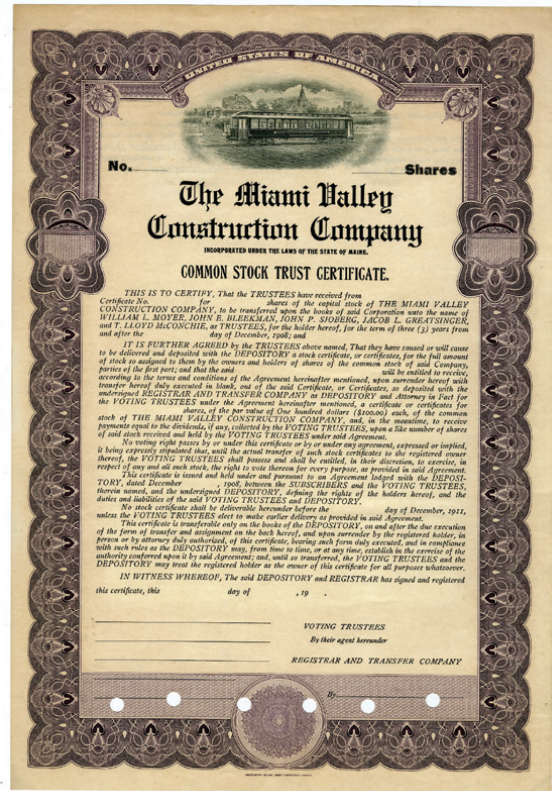 UNITED STATES OF AMERICA
No.
Shares
The Miami Valley
Construction Company
INCORPORATED UNDER THE LAWS OF THE STATE OF MAINE.
COMMON STOCK TRUST CERTIFICATE.
THIS IS TO CERTIFY, That the TRUSTEES have received from
Certificate No. for shares of the capital stock of THE MIAMI VALLEY
CONSTRUCTION COMPANY, to be transferred upon the books of said Corporation unto the name of
WILLIAM L. MOYER, JOHN E. BLEEKMAN, JOHN P. SJOBERG, JACOB L. GREATSINGER,
and T. LLOYD McCONCHIE, as TRUSTEES, for the holder hereof, for the term of three (3) years from
and after the day of December, 1908; and
IT IS FURTHER AGREED by the TRUSTEES above named, That they have caused or will cause
to be delivered and deposited with the DEPOSITORY a stock certificate, or certificates, for the full amount
of stock so assigned to them by the owners and holders of shares of the common stock of said Company,
parties of the first part; and that the said will be entitled to receive,
according to the terms and conditions of the Agreement hereinafter mentioned, upon surrender hereof with
transfer hereof duly executed in blank, one of the said Certificate, or Certificates, as deposited with the
undersigned REGISTRAR AND TRANSFER COMPANY as DEPOSITORY and Attorney in Fact for
the VOTING TRUSTEES under the Agreement hereinafter mentioned, a certificate or certificates for
shares, of the par value of One hundred dollars ($100.00) each, of the common
stock of THE MIAMI VALLEY CONSTRUCTION COMPANY, and, in the meantime, to receive
payments equal to the dividends, if any, collected by the VOTING TRUSTEES, upon a like number of shares
of said stock received and held by the VOTING TRUSTEES under said Agreement.
No voting right passes by or under this certificate or by or under any agreement, expressed or implied,
it being expressly stipulated that, until the actual transfer of such stock certificates to the registered owner
thereof, the VOTING TRUSTEES shall possess and shall be entitled, in their discretion, to exercise, in
respect of any and all such stock, the right to vote thereon for every purpose, as provided in said Agreement.
This certificate is issued and held under and pursuant to an Agreement lodged with the DEPOSI-
TORY, dated December , 1908, between SUBSCRIBERS and the VOTING TRUSTEES,
therein named, and the undersigned DEPOSITORY, defining the rights of the holders hereof, and the
duties and liabilities of the said VOTING TRUSTEES and DEPOSITORY.
No stock certificate shall be deliverable hereunder before the day of December, 1911,
unless the VOTING TRUSTEES elect to make earlier delivery as provided in said Agreement.
This certificate is transferable only on the books of the DEPOSITORY, on and after the due execution
of the form of transfer and assignment on the back hereof, and upon surrender by the registered holder, in
person or by attorney duly authorized, of this certificate, bearing such form duly executed, and in compliance
with such rules as the DEPOSITORY may, from time to time, or at any time, establish in the exercise of the
authority conferred upon it by said Agreement; and, until so transferred, the VOTING TRUSTEES and the
DEPOSITORY may treat the registered holder as the owner of this certificate for all purposes whatsoever.
IN WITNESS WHEREOF, The said DEPOSITORY and REGISTRAR has signed and registered
this certificate, this day of , 19 .
VOTING TRUSTEES
By their agent hereunder
REGISTRAR AND TRANSFER COMPANY
By